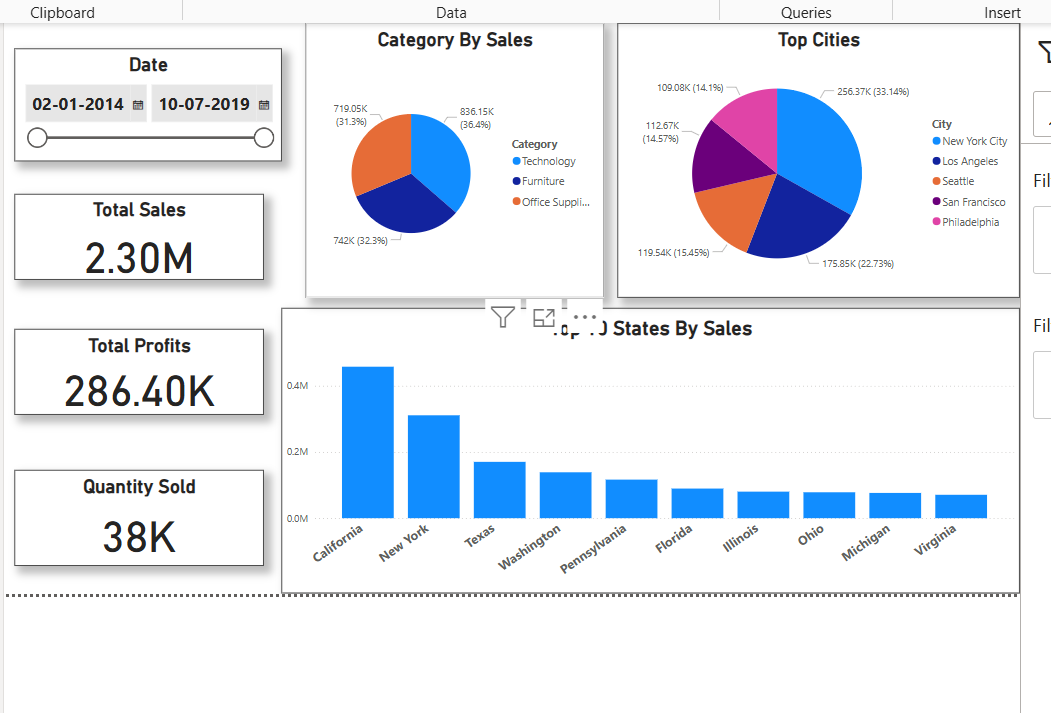 Clipboard
Data
Queries
Insert
Date
02-01-2014
10-07-2019
Total Sales
2.30M
Total Profits
286.40K
Quantity Sold
38K
Category By Sales
719.05K
(31.3%)
836.15K
(36.4%)
742K (32.3%)
Category
Technology
Furniture
Office Suppli...
Top Cities
109.08K (14.1%)
256.37K (33.14%)
112.67K
(14.57%)
119.54K (15.45%)
175.85K (22.73%)
City
New York City
Los Angeles
Seattle
San Francisco
Philadelphia
Top 10 States By Sales
0.4M
0.2M
0.0M
California
New York
Texas
Washington
Pennsylvania
Florida
Illinois
Ohio
Michigan
Virginia
Fil
Fil